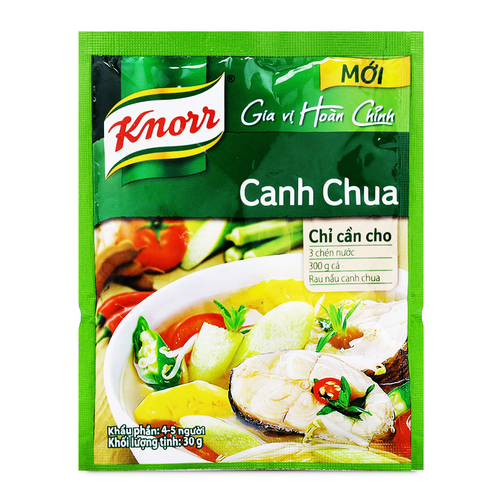 MỚI
Knorr®
Gia vị Hoàn Chỉnh
Canh Chua
Chỉ cần cho
3 chén nước
300 g cá
Rau nấu canh chua
Khẩu phần: 4-5 người
Khối lượng tịnh: 30 g